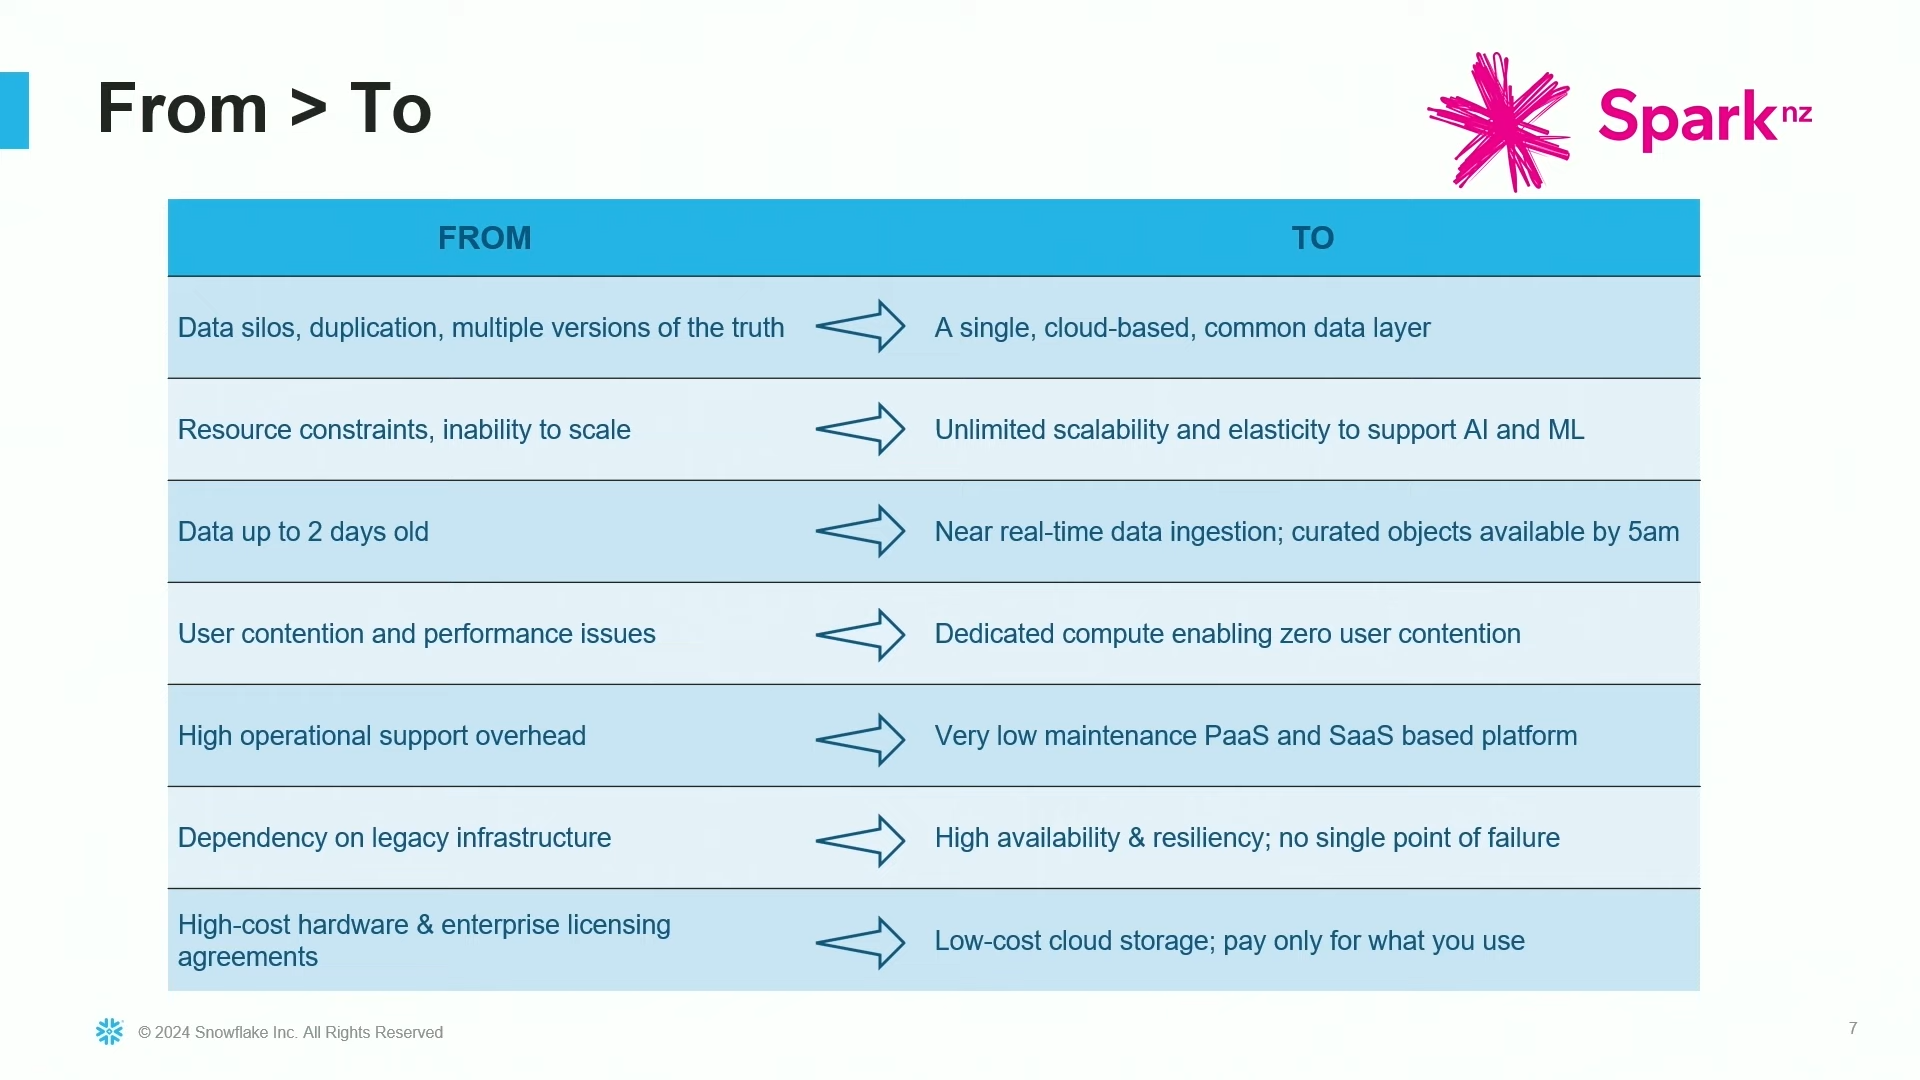 From > To
Spark nz
FROM
TO
Data silos, duplication, multiple versions of the truth
A single, cloud-based, common data layer
Resource constraints, inability to scale
Unlimited scalability and elasticity to support AI and ML
Data up to 2 days old
Near real-time data ingestion; curated objects available by 5am
User contention and performance issues
Dedicated compute enabling zero user contention
High operational support overhead
Very low maintenance PaaS and SaaS based platform
Dependency on legacy infrastructure
High availability & resiliency; no single point of failure
High-cost hardware & enterprise licensing
agreements
Low-cost cloud storage; pay only for what you use
© 2024 Snowflake Inc. All Rights Reserved
7